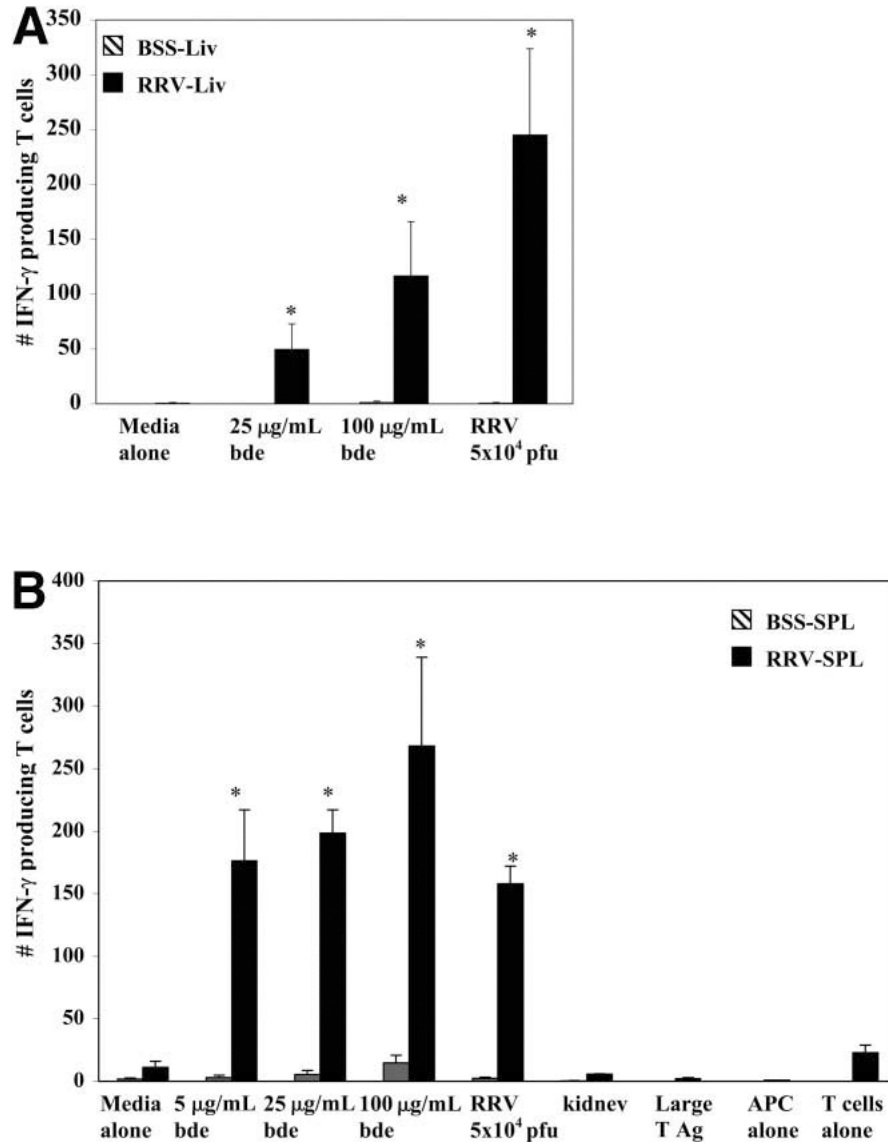 A
350
300
250
200
150
100
50
0
# IFN-γ producing T cells
BSS-Liv
RRV-Liv
*
*
*
Media alone
25 μg/mL bde
100 μg/mL bde
RRV 5x10⁴ pfu
B
400
350
300
250
200
150
100
50
0
# IFN-γ producing T cells
BSS-SPL
RRV-SPL
*
*
*
*
Media alone
5 μg/mL bde
25 μg/mL bde
100 μg/mL bde
RRV 5x10⁴ pfu
kidnev
Large T Ag
APC alone
T cells alone